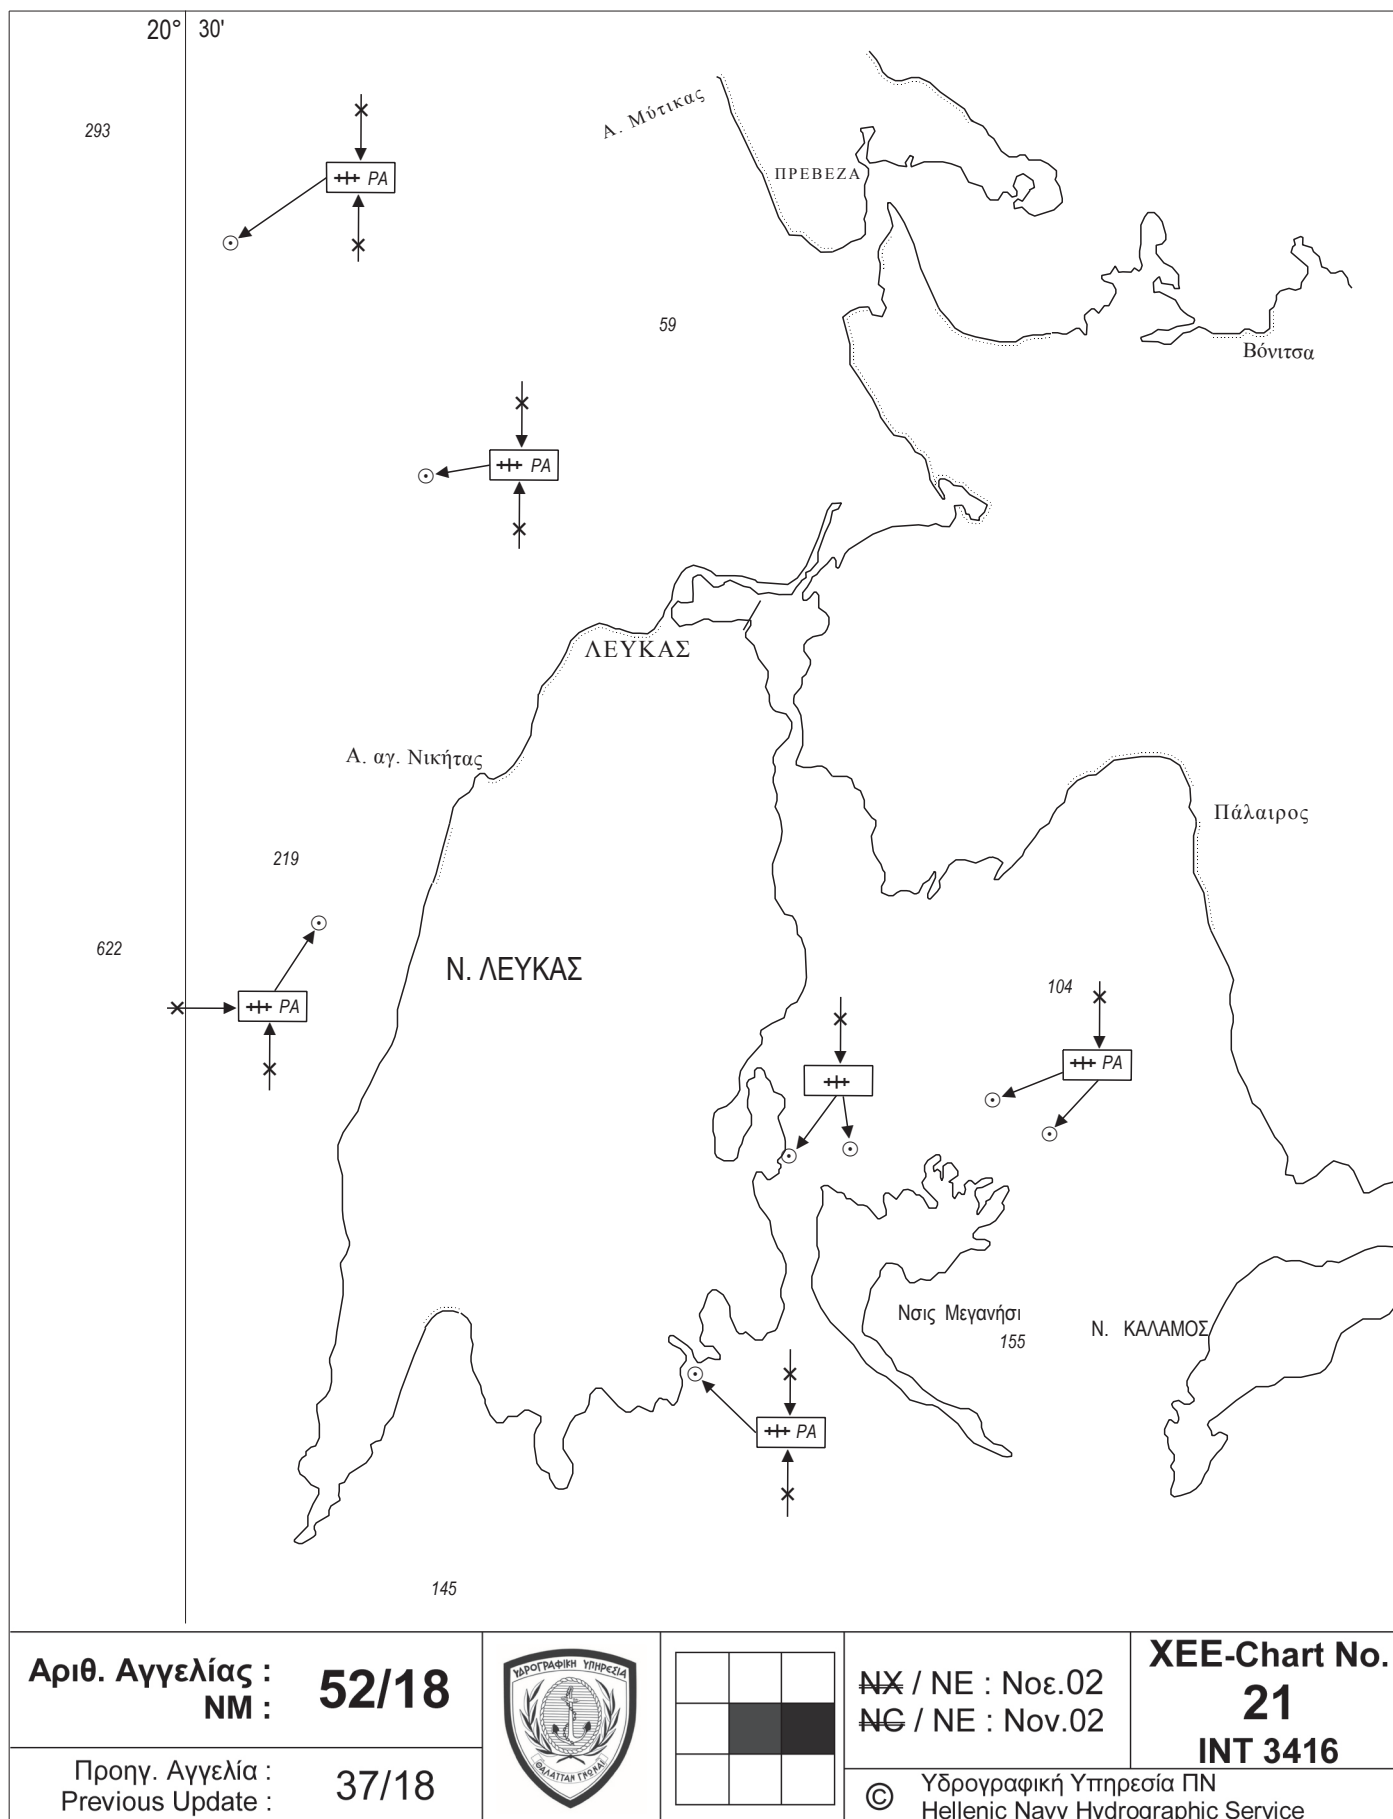 20° 30'
293
Α. Μύτικας
ΠΡΕΒΕΖΑ
PA
59
Βόνιτσα
PA
ΛΕΥΚΑΣ
Α. αγ. Νικήτας
Πάλαιρος
219
622
Ν. ΛΕΥΚΑΣ
104
PA
PA
Νσις Μεγανήσι
155
Ν. ΚΑΛΑΜΟΣ
PA
145
Αριθ. Αγγελίας :
NM :
52/18
Προηγ. Αγγελία :
Previous Update :
37/18
ΥΔΡΟΓΡΑΦΙΚΗ ΥΠΗΡΕΣΙΑ
ΘΑΛΑΤΤΑΝ ΓΝΩΝΑΙ
NX / NE : Νοε.02
NC / NE : Nov.02
XEE-Chart No.
21
INT 3416
© Υδρογραφική Υπηρεσία ΠΝ
Hellenic Navy Hydrographic Service